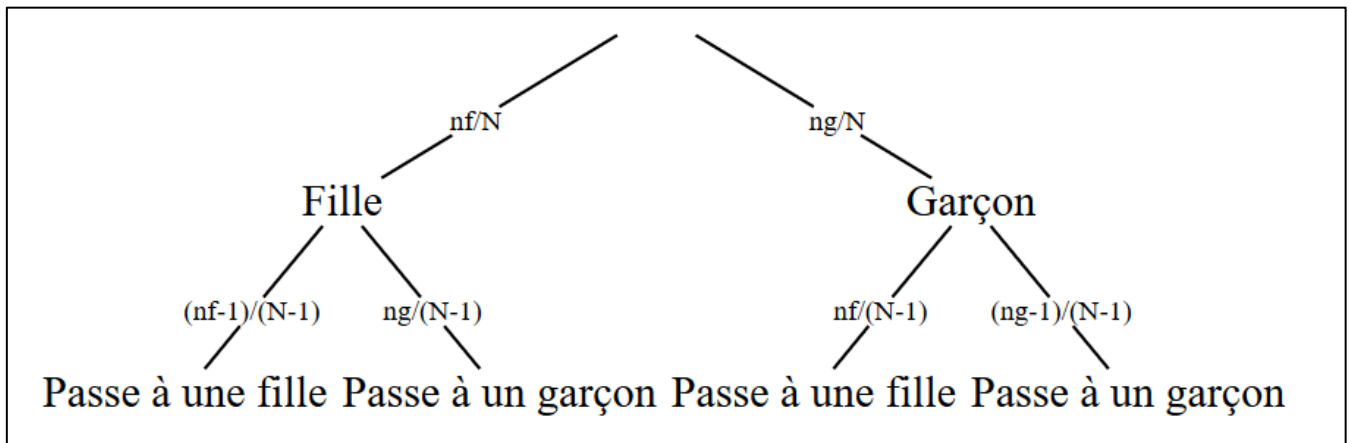 nf/N ng/N
Fille Garçon
(nf-1)/(N-1) ng/(N-1) nf/(N-1) (ng-1)/(N-1)
Passe à une fille Passe à un garçon Passe à une fille Passe à un garçon